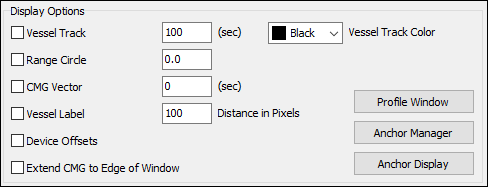 Display Options
Vessel Track 100 (sec) Black Vessel Track Color
Range Circle 0.0
CMG Vector 0 (sec)
Vessel Label 100 Distance in Pixels
Profile Window
Device Offsets
Anchor Manager
Extend CMG to Edge of Window
Anchor Display